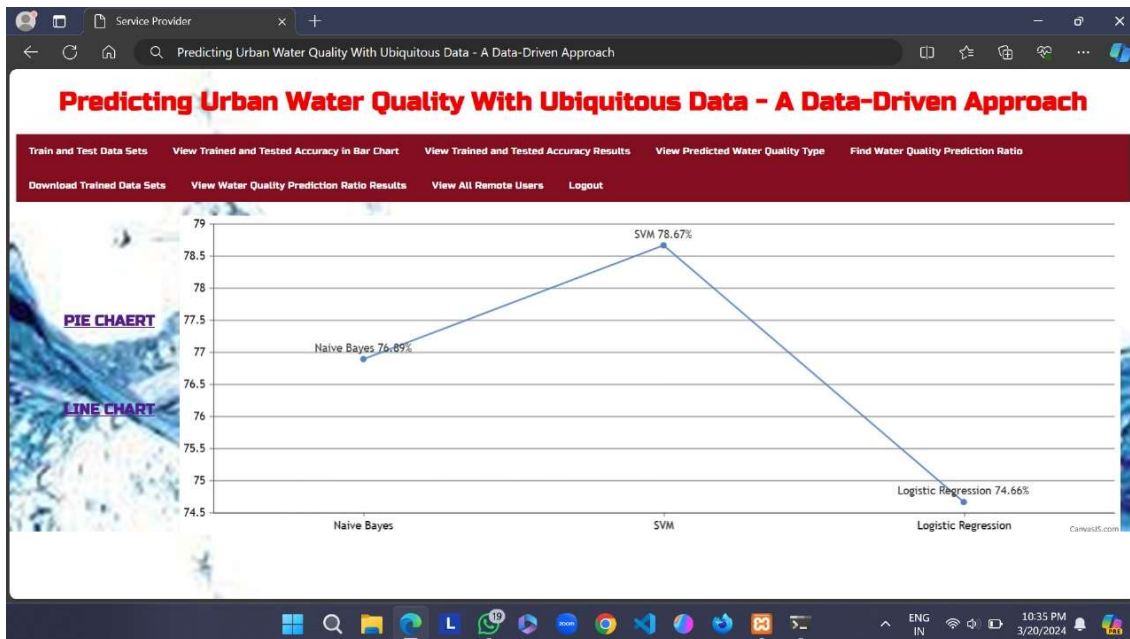 Service Provider
Predicting Urban Water Quality With Ubiquitous Data - A Data-Driven Approach
Predicting Urban Water Quality With Ubiquitous Data - A Data-Driven Approach
Train and Test Data Sets View Trained and Tested Accuracy in Bar Chart View Trained and Tested Accuracy Results View Predicted Water Quality Type Find Water Quality Prediction Ratio
Download Trained Data Sets View Water Quality Prediction Ratio Results View All Remote Users Logout
79
SVM 78.67%
78.5
78
PIE CHAERT
77.5
Naive Bayes 76.89%
77
76.5
LINE CHART
76
75.5
75
Logistic Regression 74.66%
74.5
Naive Bayes SVM Logistic Regression
CanvasJS.com
L
19
zoom
ENG
IN
10:35 PM
3/20/2024
PRE